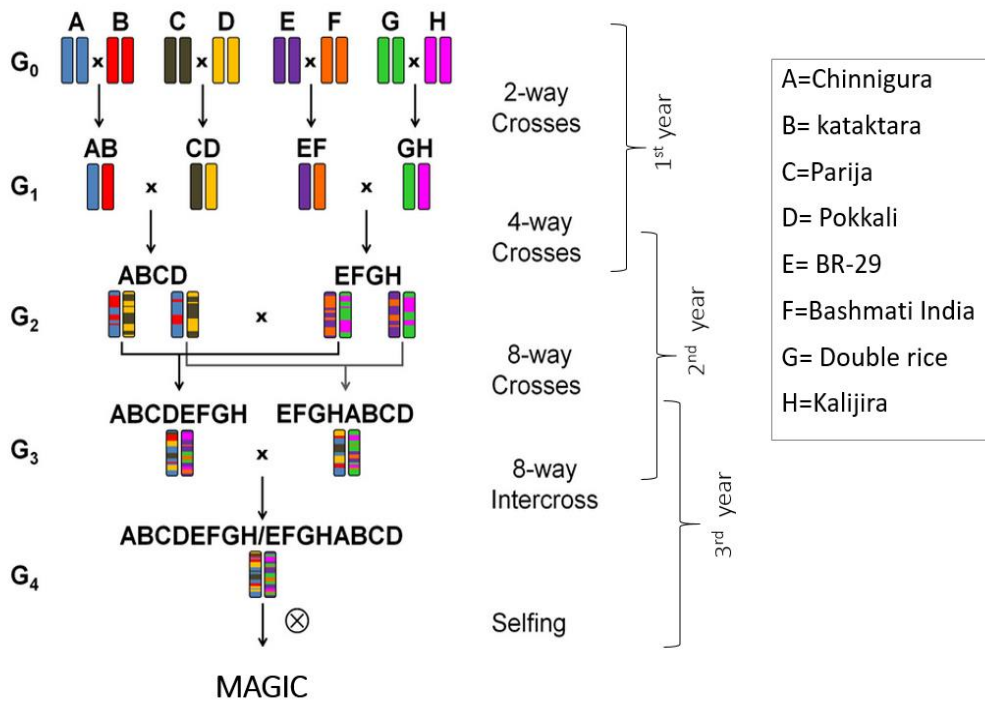 A B C D E F G H
G₀ x x x x
2-way
Crosses
1st year
AB CD EF GH
G₁ x x
4-way
Crosses
ABCD EFGH
G₂ x
2nd year
8-way
Crosses
ABCDEFGH EFGHABCD
G₃ x
8-way
Intercross
3rd year
ABCDEFGH/EFGHABCD
G₄
Selfing
MAGIC
A=Chinnigura
B= kataktara
C=Parija
D= Pokkali
E= BR-29
F=Bashmati India
G= Double rice
H=Kalijira